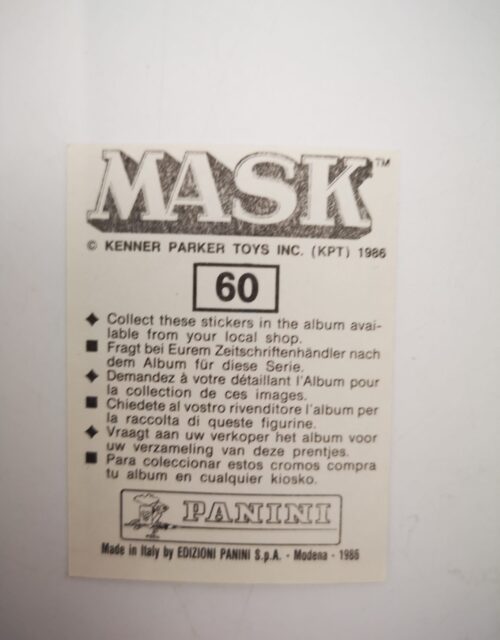 MASK™
© KENNER PARKER TOYS INC. (KPT) 1986
60
◆ Collect these stickers in the album avai-
lable from your local shop.
■ Fragt bei Eurem Zeitschriftenhändler nach
dem Album für diese Serie.
◆ Demandez à votre détaillant l'Album pour
la collection de ces images.
■ Chiedete al vostro rivenditore l'album per
la raccolta di queste figurine.
◆ Vraagt aan uw verkoper het album voor
uw verzameling van deze prentjes.
■ Para coleccionar estos cromos compra
tu album en cualquier kiosko.
PANINI
Made in Italy by EDIZIONI PANINI S.p.A. - Modena - 1986